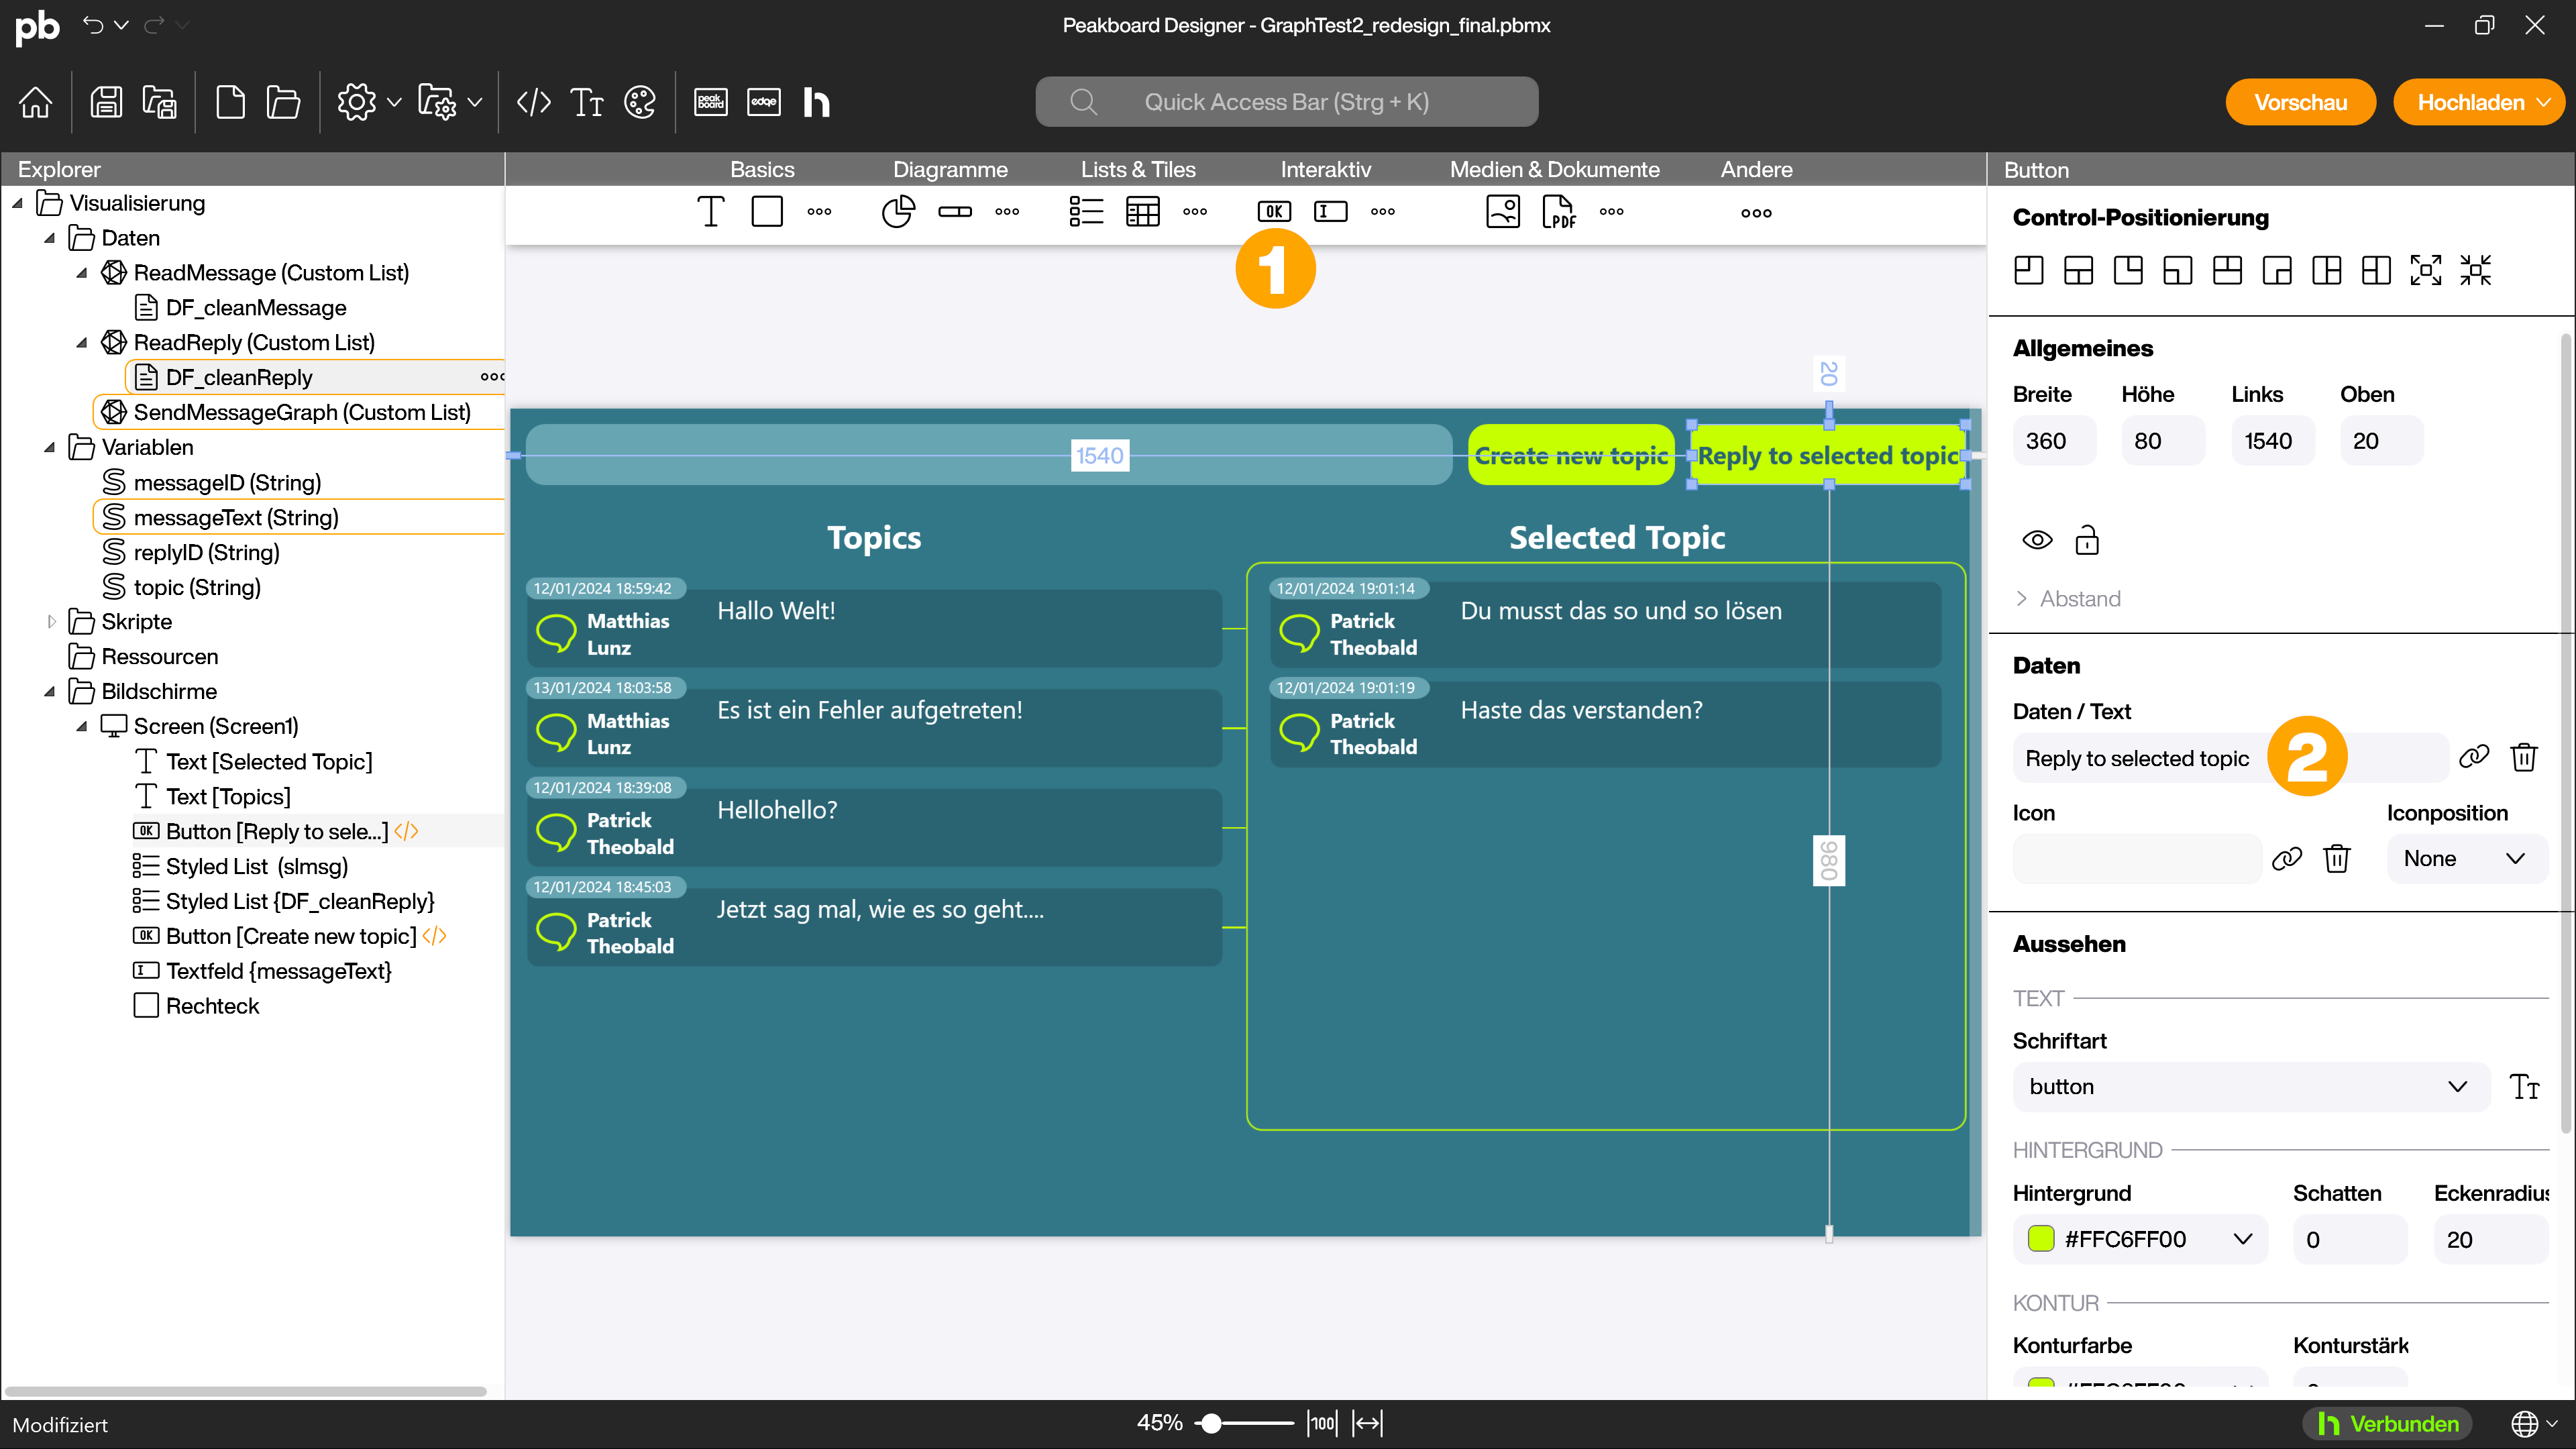 pb
Peakboard Designer - GraphTest2_redesign_final.pbmx
peak board
edge
h
Quick Access Bar (Strg + K)
Vorschau
Hochladen
Explorer
Visualisierung
Daten
ReadMessage (Custom List)
DF_cleanMessage
ReadReply (Custom List)
DF_cleanReply
SendMessageGraph (Custom List)
Variablen
messageID (String)
messageText (String)
replyID (String)
topic (String)
Skripte
Ressourcen
Bildschirme
Screen (Screen1)
Text [Selected Topic]
Text [Topics]
Button [Reply to sele...]
Styled List (slmsg)
Styled List {DF_cleanReply}
Button [Create new topic]
Textfeld {messageText}
Rechteck
Basics
Diagramme
Lists & Tiles
Interaktiv
Medien & Dokumente
Andere
OK
PDF
1
20
1540
Create new topic
Reply to selected topic
Topics
Selected Topic
12/01/2024 18:59:42
Matthias
Lunz
Hallo Welt!
13/01/2024 18:03:58
Matthias
Lunz
Es ist ein Fehler aufgetreten!
12/01/2024 18:39:08
Patrick
Theobald
Hellohello?
12/01/2024 18:45:03
Patrick
Theobald
Jetzt sag mal, wie es so geht....
12/01/2024 19:01:14
Patrick
Theobald
Du musst das so und so lösen
12/01/2024 19:01:19
Patrick
Theobald
Haste das verstanden?
980
Button
Control-Positionierung
Allgemeines
Breite Höhe Links Oben
360 80 1540 20
Abstand
Daten
Daten / Text
Reply to selected topic
2
Icon Iconposition
None
Aussehen
TEXT
Schriftart
button
HINTERGRUND
Hintergrund Schatten Eckenradius
#FFC6FF00 0 20
KONTUR
Konturfarbe Konturstärk
Modifiziert
45%
100
h Verbunden